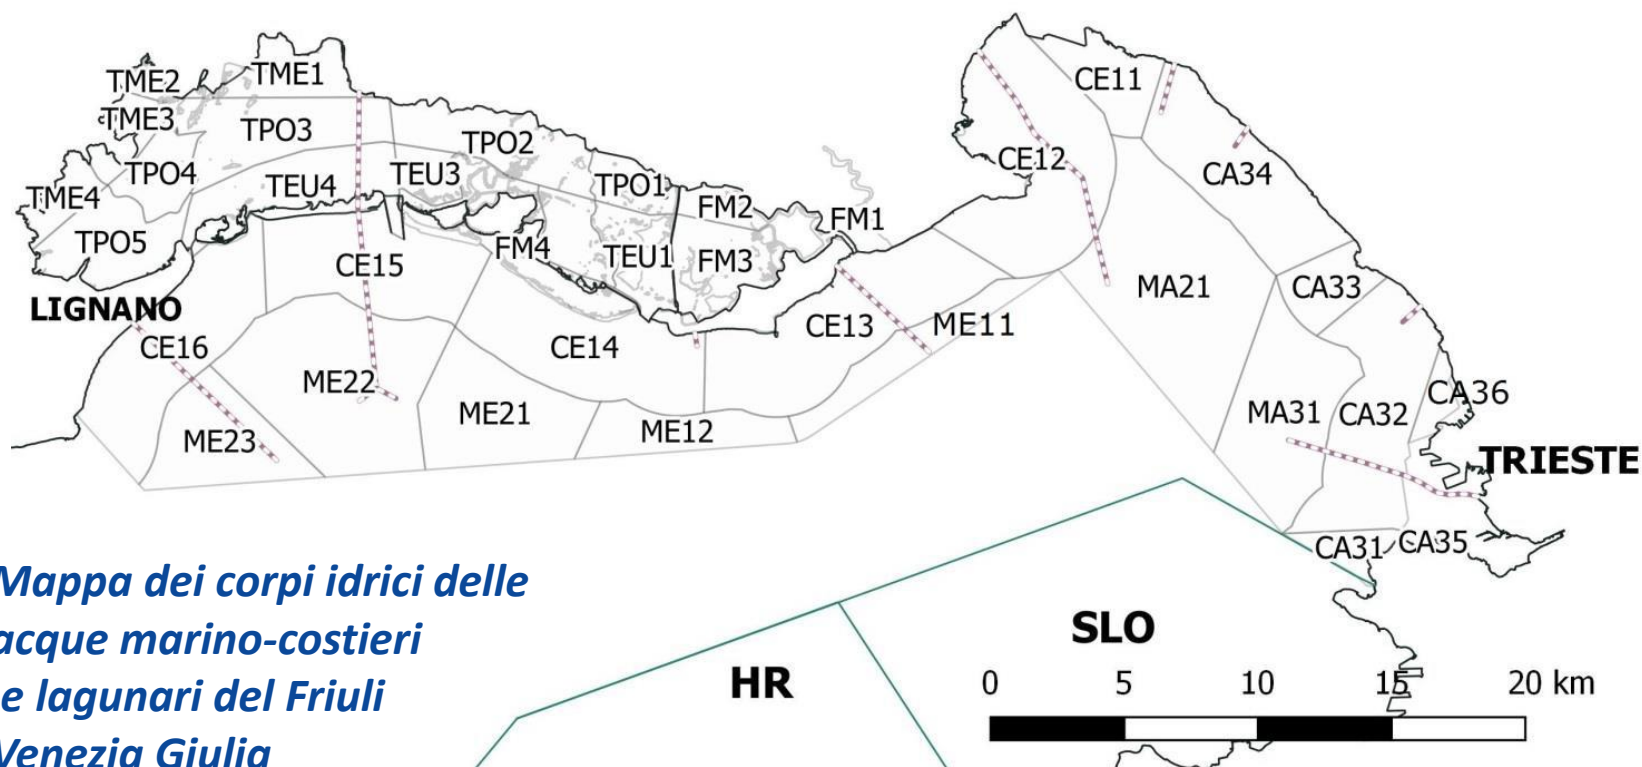 TME2
TME1
CE11
TME3
TPO3
TPO2
CE12
TPO4
TEU4
TEU3
TPO1
CA34
TME4
FM2
FM1
TPO5
FM4
TEU1
FM3
CE15
MA21
CA33
LIGNANO
CE16
CE14
CE13
ME11
ME22
CA36
ME23
ME21
ME12
MA31
CA32
TRIESTE
CA31
CA35
Mappa dei corpi idrici delle
acque marino-costieri
e lagunari del Friuli
Venezia Giulia
SLO
HR
0 5 10 15 20 km